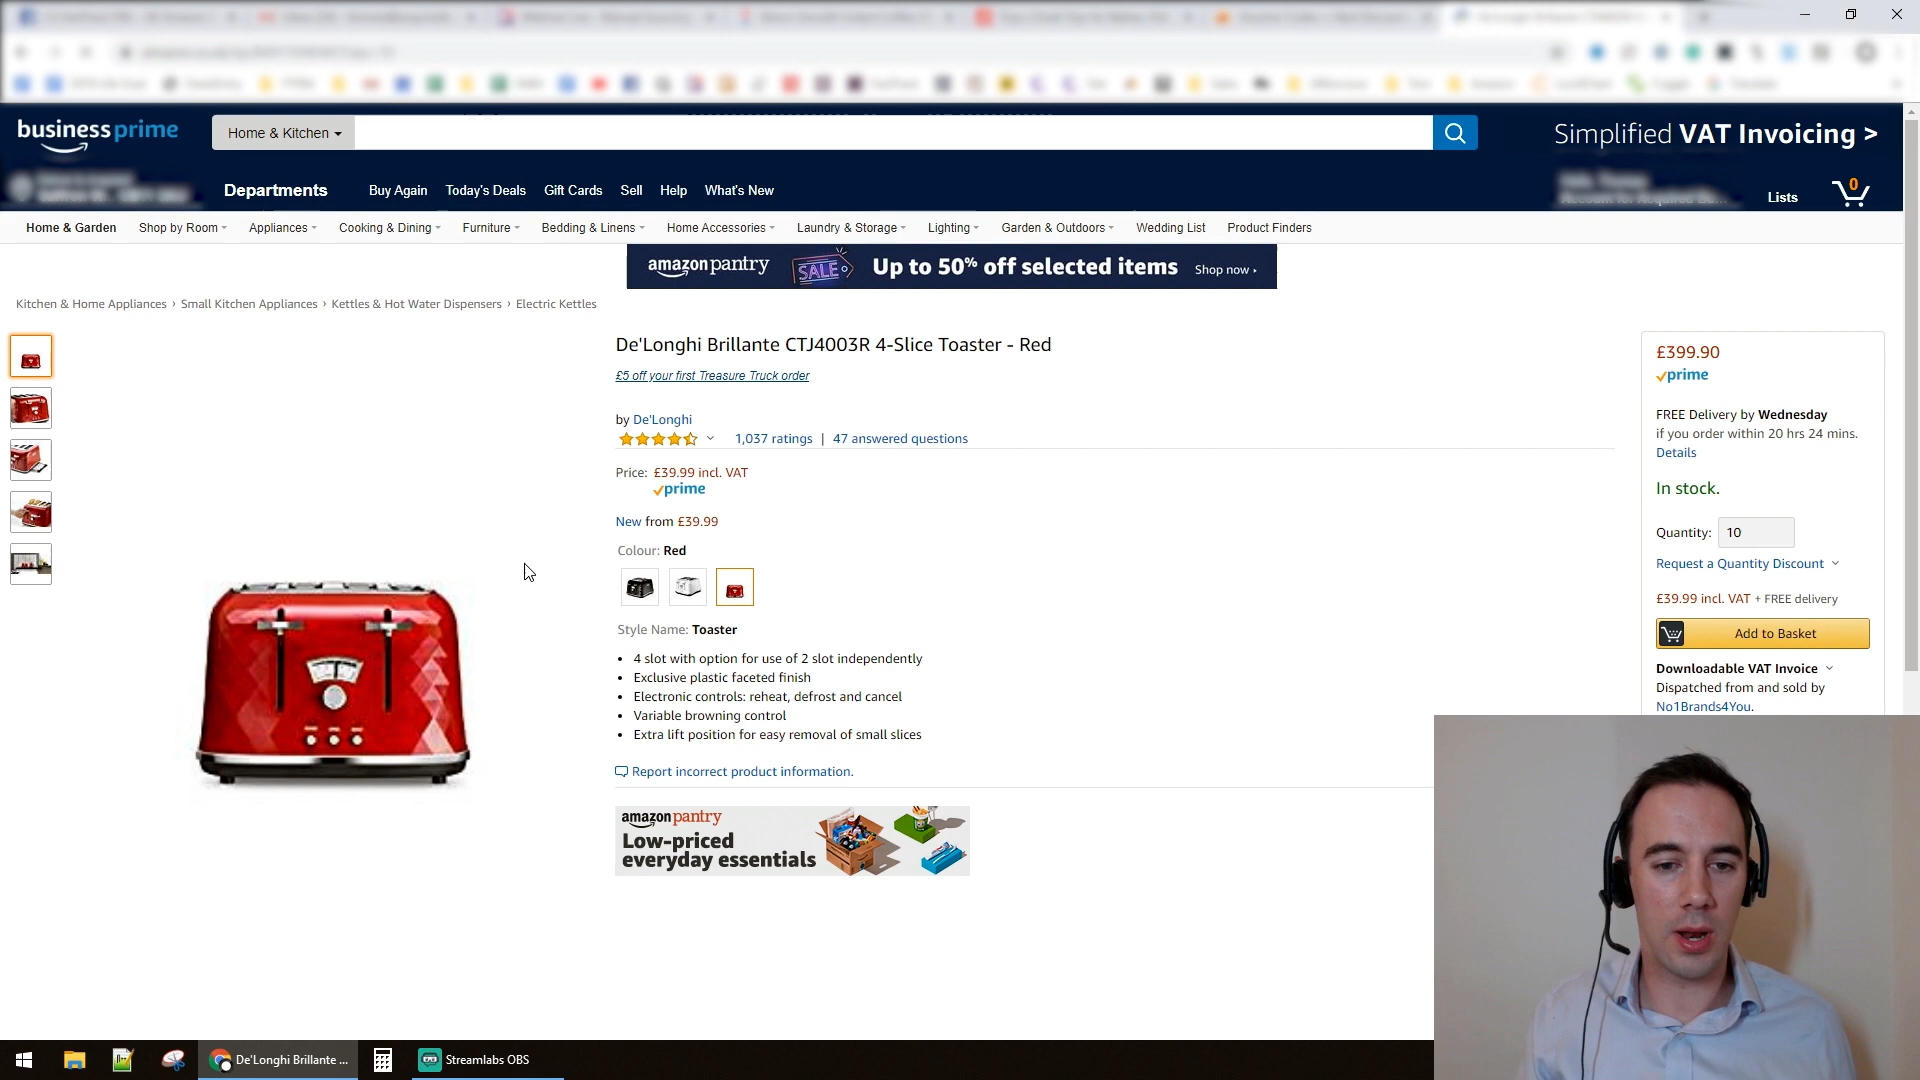 business prime
Home & Kitchen
Simplified VAT Invoicing >
Departments
Buy Again
Today's Deals
Gift Cards
Sell
Help
What's New
Lists
0
Home & Garden
Shop by Room
Appliances
Cooking & Dining
Furniture
Bedding & Linens
Home Accessories
Laundry & Storage
Lighting
Garden & Outdoors
Wedding List
Product Finders
amazon pantry SALE Up to 50% off selected items Shop now ›
Kitchen & Home Appliances › Small Kitchen Appliances › Kettles & Hot Water Dispensers › Electric Kettles
De'Longhi Brillante CTJ4003R 4-Slice Toaster - Red
£5 off your first Treasure Truck order
by De'Longhi
1,037 ratings | 47 answered questions
Price: £39.99 incl. VAT
prime
New from £39.99
Colour: Red
Style Name: Toaster
• 4 slot with option for use of 2 slot independently
• Exclusive plastic faceted finish
• Electronic controls: reheat, defrost and cancel
• Variable browning control
• Extra lift position for easy removal of small slices
Report incorrect product information.
amazon pantry
Low-priced
everyday essentials
£399.90
prime
FREE Delivery by Wednesday
if you order within 20 hrs 24 mins.
Details
In stock.
Quantity: 10
Request a Quantity Discount
£39.99 incl. VAT + FREE delivery
Add to Basket
Downloadable VAT Invoice
Dispatched from and sold by
No1Brands4You.
De'Longhi Brillante ...
Streamlabs OBS